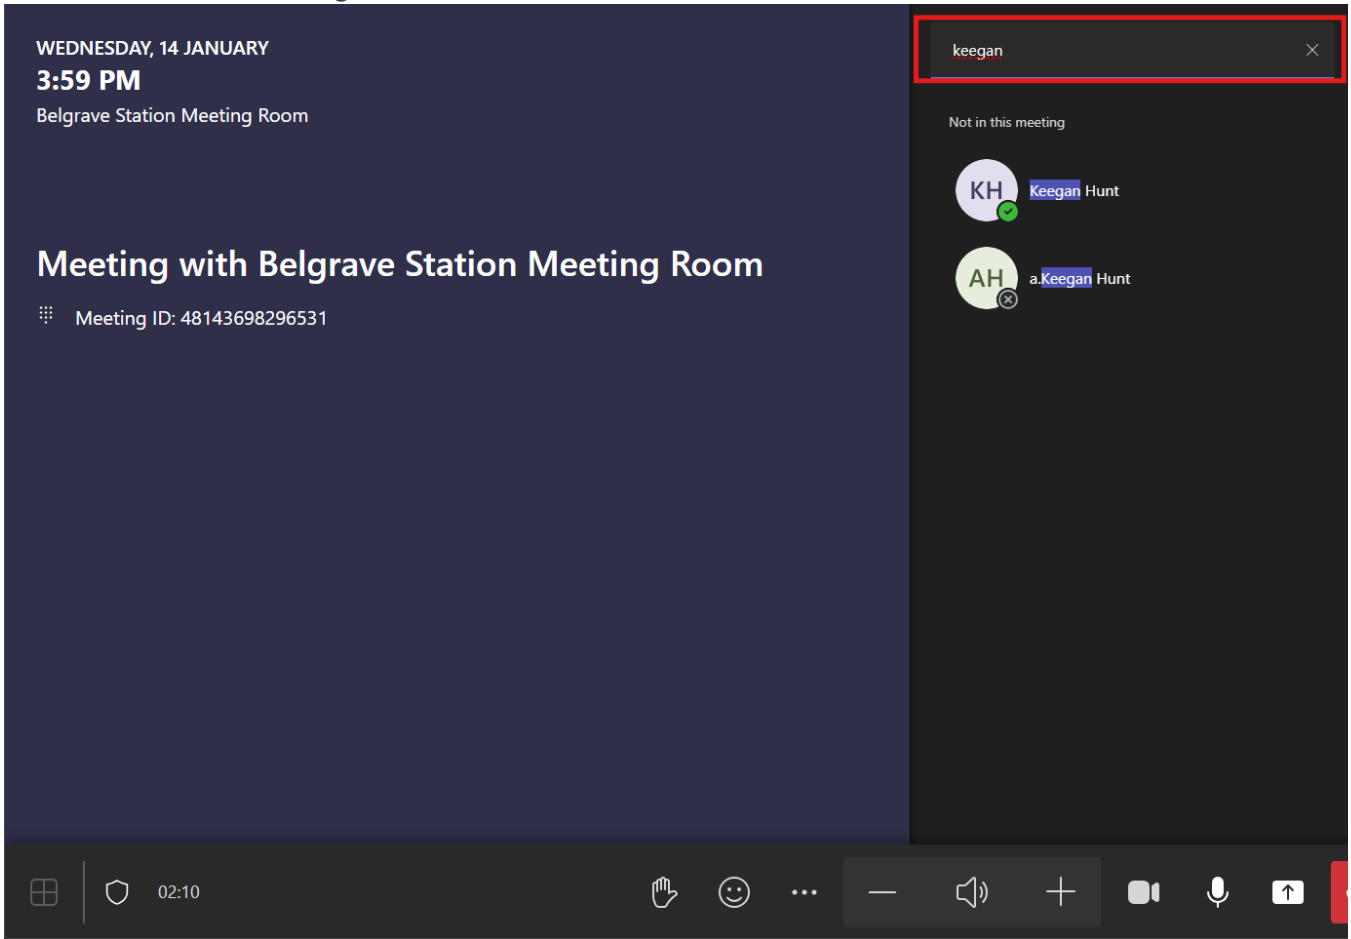 WEDNESDAY, 14 JANUARY
3:59 PM
Belgrave Station Meeting Room
Meeting with Belgrave Station Meeting Room
Meeting ID: 48143698296531
keegan
Not in this meeting
KH Keegan Hunt
AH a.Keegan Hunt
02:10